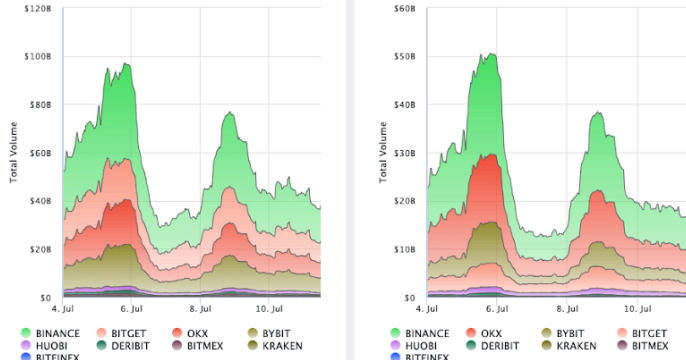 $120B
$100B
$80B
$60B
$40B
$20B
$0
Total Volume
4. Jul 6. Jul 8. Jul 10. Jul
BINANCE BITGET OKX BYBIT
HUOBI DERIBIT BITMEX KRAKEN
BITFINEX
$60B
$50B
$40B
$30B
$20B
$10B
$0
Total Volume
4. Jul 6. Jul 8. Jul 10. Jul
BINANCE OKX BYBIT BITGET
HUOBI DERIBIT KRAKEN BITMEX
BITFINEX